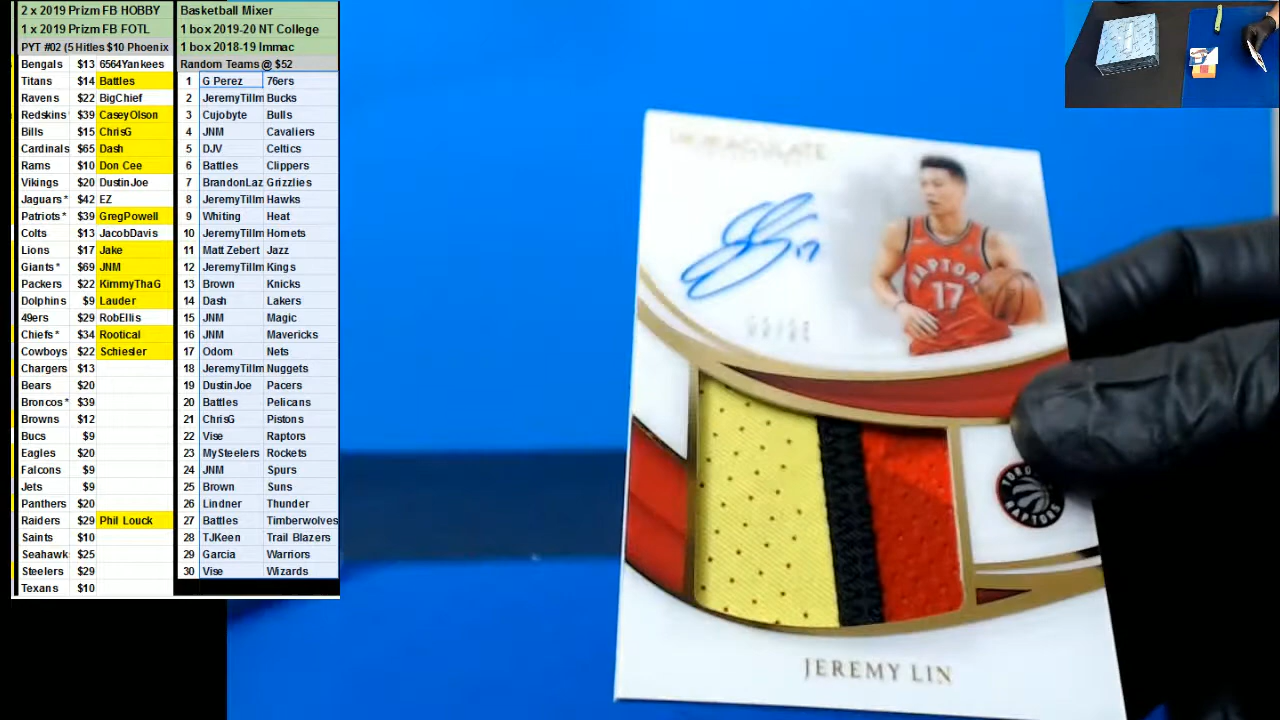 2 x 2019 Prizm FB HOBBY
1 x 2019 Prizm FB FOTL
PYT #02 (5 Hitles $10 Phoenix
Bengals $13 6564Yankees
Titans $14 Battles
Ravens $22 BigChief
Redskins $39 CaseyOlson
Bills $15 ChrisG
Cardinals $65 Dash
Rams $10 Don Cee
Vikings $20 DustinJoe
Jaguars * $42 EZ
Patriots * $39 GregPowell
Colts $13 JacobDavis
Lions $17 Jake
Giants * $69 JNM
Packers $22 KimmyThaG
Dolphins $9 Lauder
49ers $29 RobEllis
Chiefs * $34 Rootical
Cowboys $22 Schiesler
Chargers $13
Bears $20
Broncos * $39
Browns $12
Bucs $9
Eagles $20
Falcons $9
Jets $9
Panthers $20
Raiders $29 Phil Louck
Saints $10
Seahawk $25
Steelers $29
Texans $10
Basketball Mixer
1 box 2019-20 NT College
1 box 2018-19 Immac
Random Teams @ $52
1 G Perez 76ers
2 JeremyTillm Bucks
3 Cujobyte Bulls
4 JNM Cavaliers
5 DJV Celtics
6 Battles Clippers
7 BrandonLaz Grizzlies
8 JeremyTillm Hawks
9 Whiting Heat
10 JeremyTillm Hornets
11 Matt Zebert Jazz
12 JeremyTillm Kings
13 Brown Knicks
14 Dash Lakers
15 JNM Magic
16 JNM Mavericks
17 Odom Nets
18 JeremyTillm Nuggets
19 DustinJoe Pacers
20 Battles Pelicans
21 ChrisG Pistons
22 Vise Raptors
23 MySteelers Rockets
24 JNM Spurs
25 Brown Suns
26 Lindner Thunder
27 Battles Timberwolves
28 TJKeen Trail Blazers
29 Garcia Warriors
30 Vise Wizards
IMMACULATE
17
RAPTORS
17
TORONTO
RAPTORS
JEREMY LIN